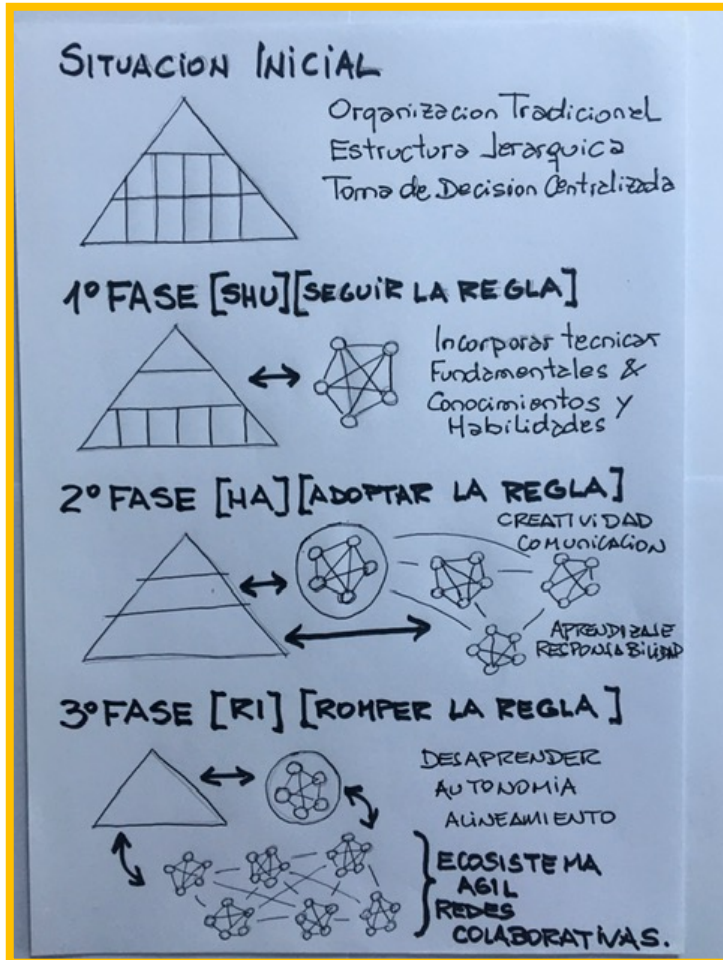 SITUACION INICIAL
Organizacion Tradicional
Estructura Jerarquica
Toma de Decision Centralizada
1º FASE [SHU] [SEGUIR LA REGLA]
Incorporar tecnicas
Fundamentales &
Conocimientos y
Habilidades
2º FASE [HA] [ADOPTAR LA REGLA]
CREATIVIDAD
COMUNICACION
APRENDIZAJE
RESPONSABILIDAD
3º FASE [RI] [ROMPER LA REGLA]
DESAPRENDER
AUTONOMIA
ALINEAMIENTO
ECOSISTEMA
AGIL
REDES
COLABORATIVAS.